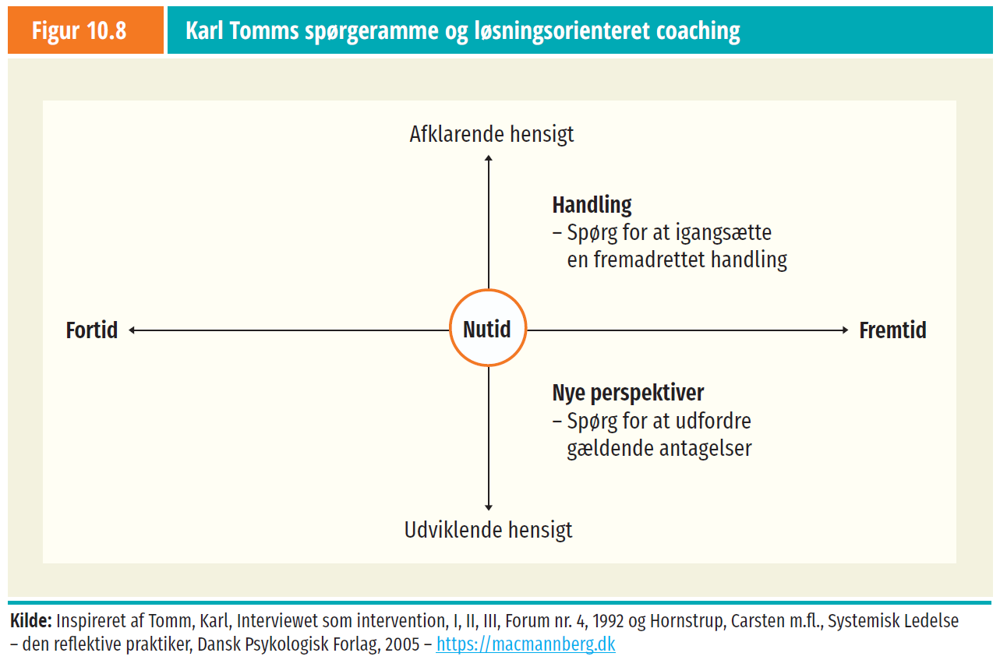 Figur 10.8
Karl Tomms spørgeramme og løsningsorienteret coaching
Afklarende hensigt
Handling
– Spørg for at igangsætte
en fremadrettet handling
Fortid
Nutid
Fremtid
Nye perspektiver
– Spørg for at udfordre
gældende antagelser
Udviklende hensigt
Kilde: Inspireret af Tomm, Karl, Interviewet som intervention, I, II, III, Forum nr. 4, 1992 og Hornstrup, Carsten m.fl., Systemisk Ledelse
– den reflektive praktiker, Dansk Psykologisk Forlag, 2005 – https://macmannberg.dk